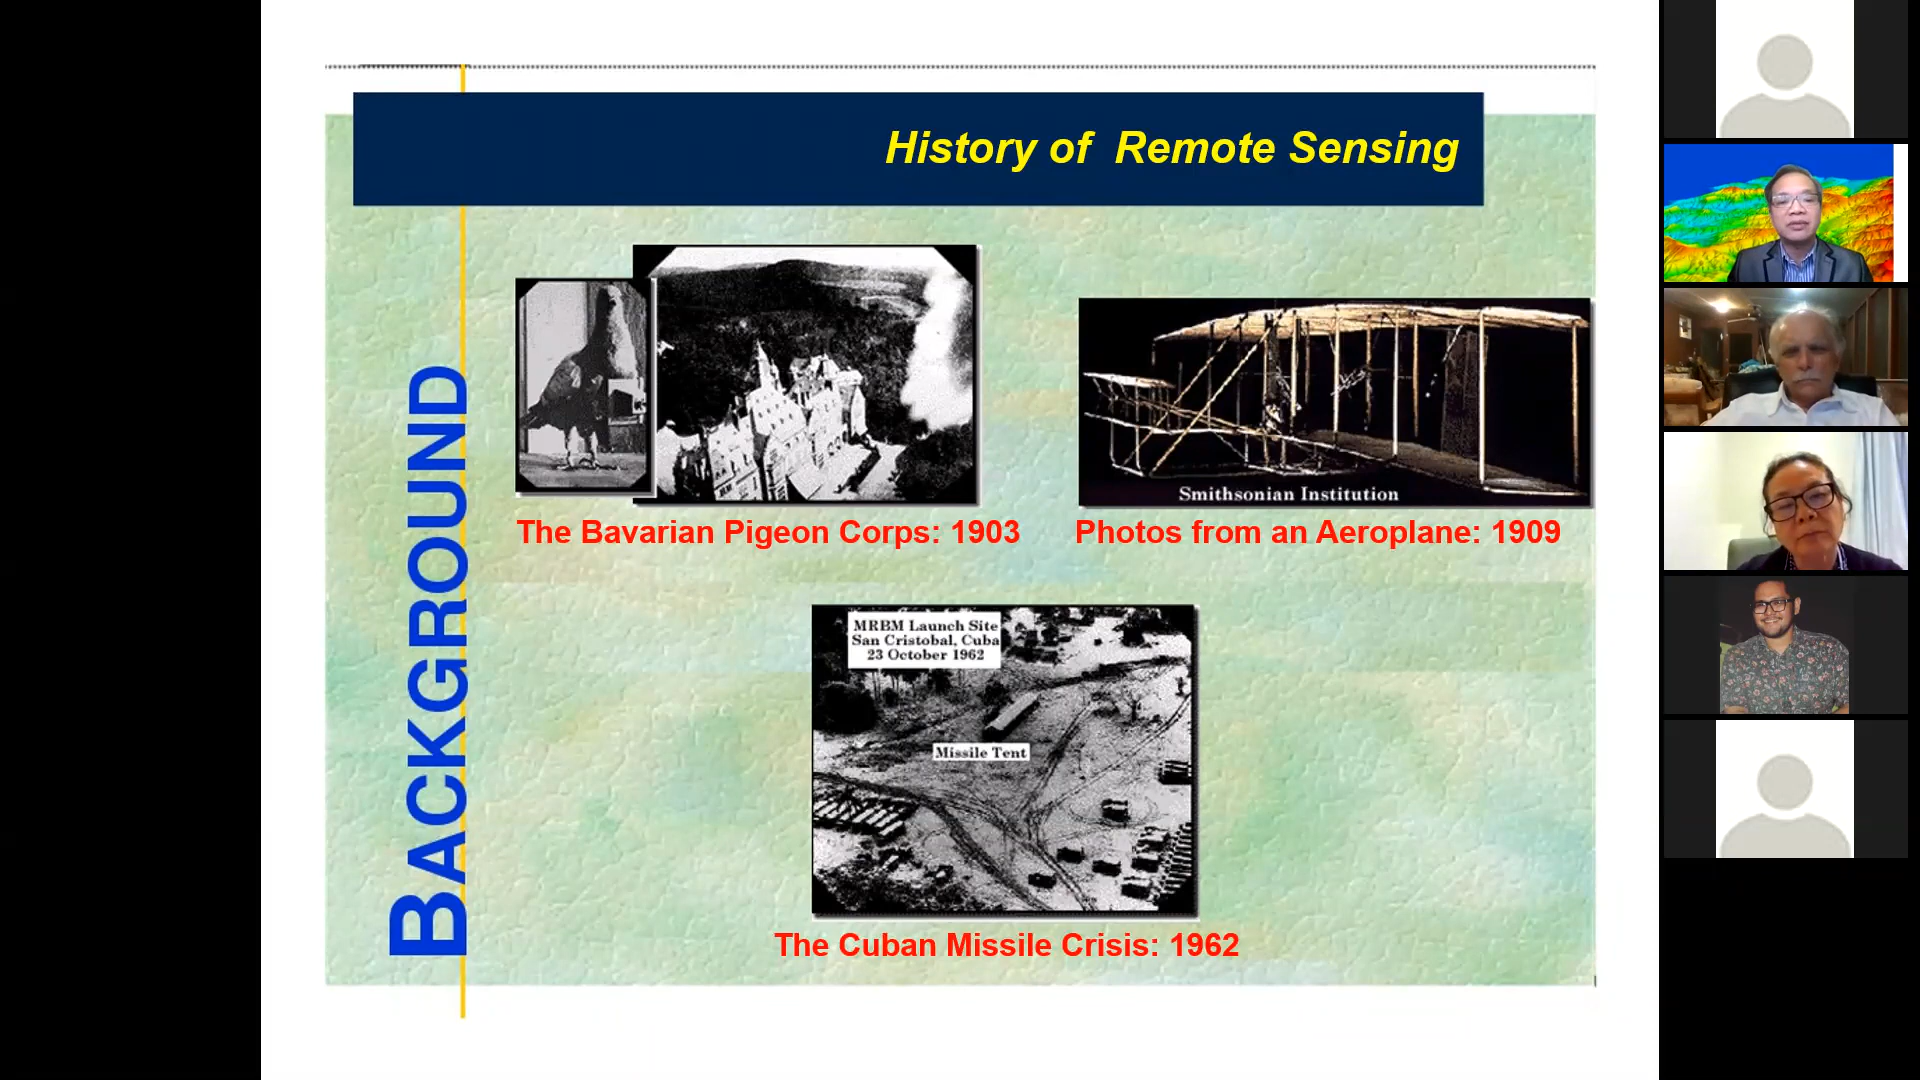 History of  Remote Sensing
BACKGROUND
Smithsonian Institution
The Bavarian Pigeon Corps: 1903
Photos from an Aeroplane: 1909
MRBM Launch Site
San Cristobal, Cuba
23 October 1962
Missile Tent
The Cuban Missile Crisis: 1962